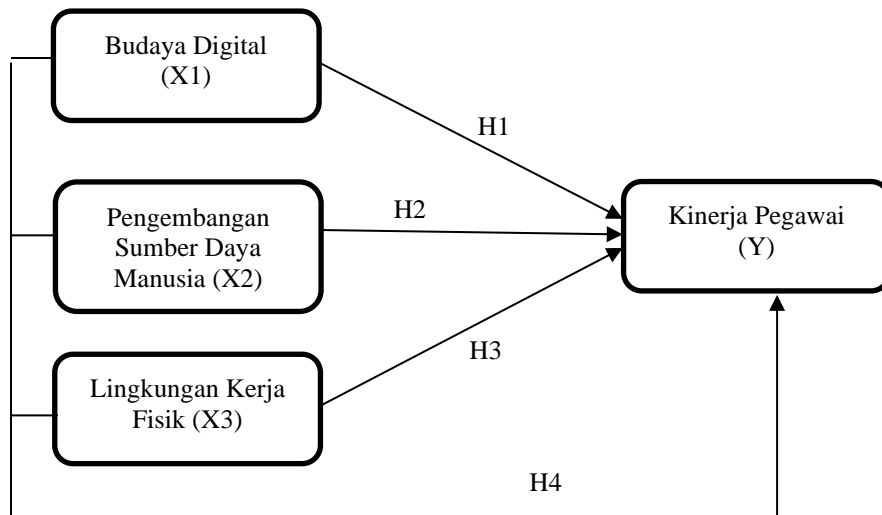 Budaya Digital
(X1)
H1
Pengembangan
Sumber Daya
Manusia (X2)
H2
Kinerja Pegawai
(Y)
Lingkungan Kerja
Fisik (X3)
H3
H4